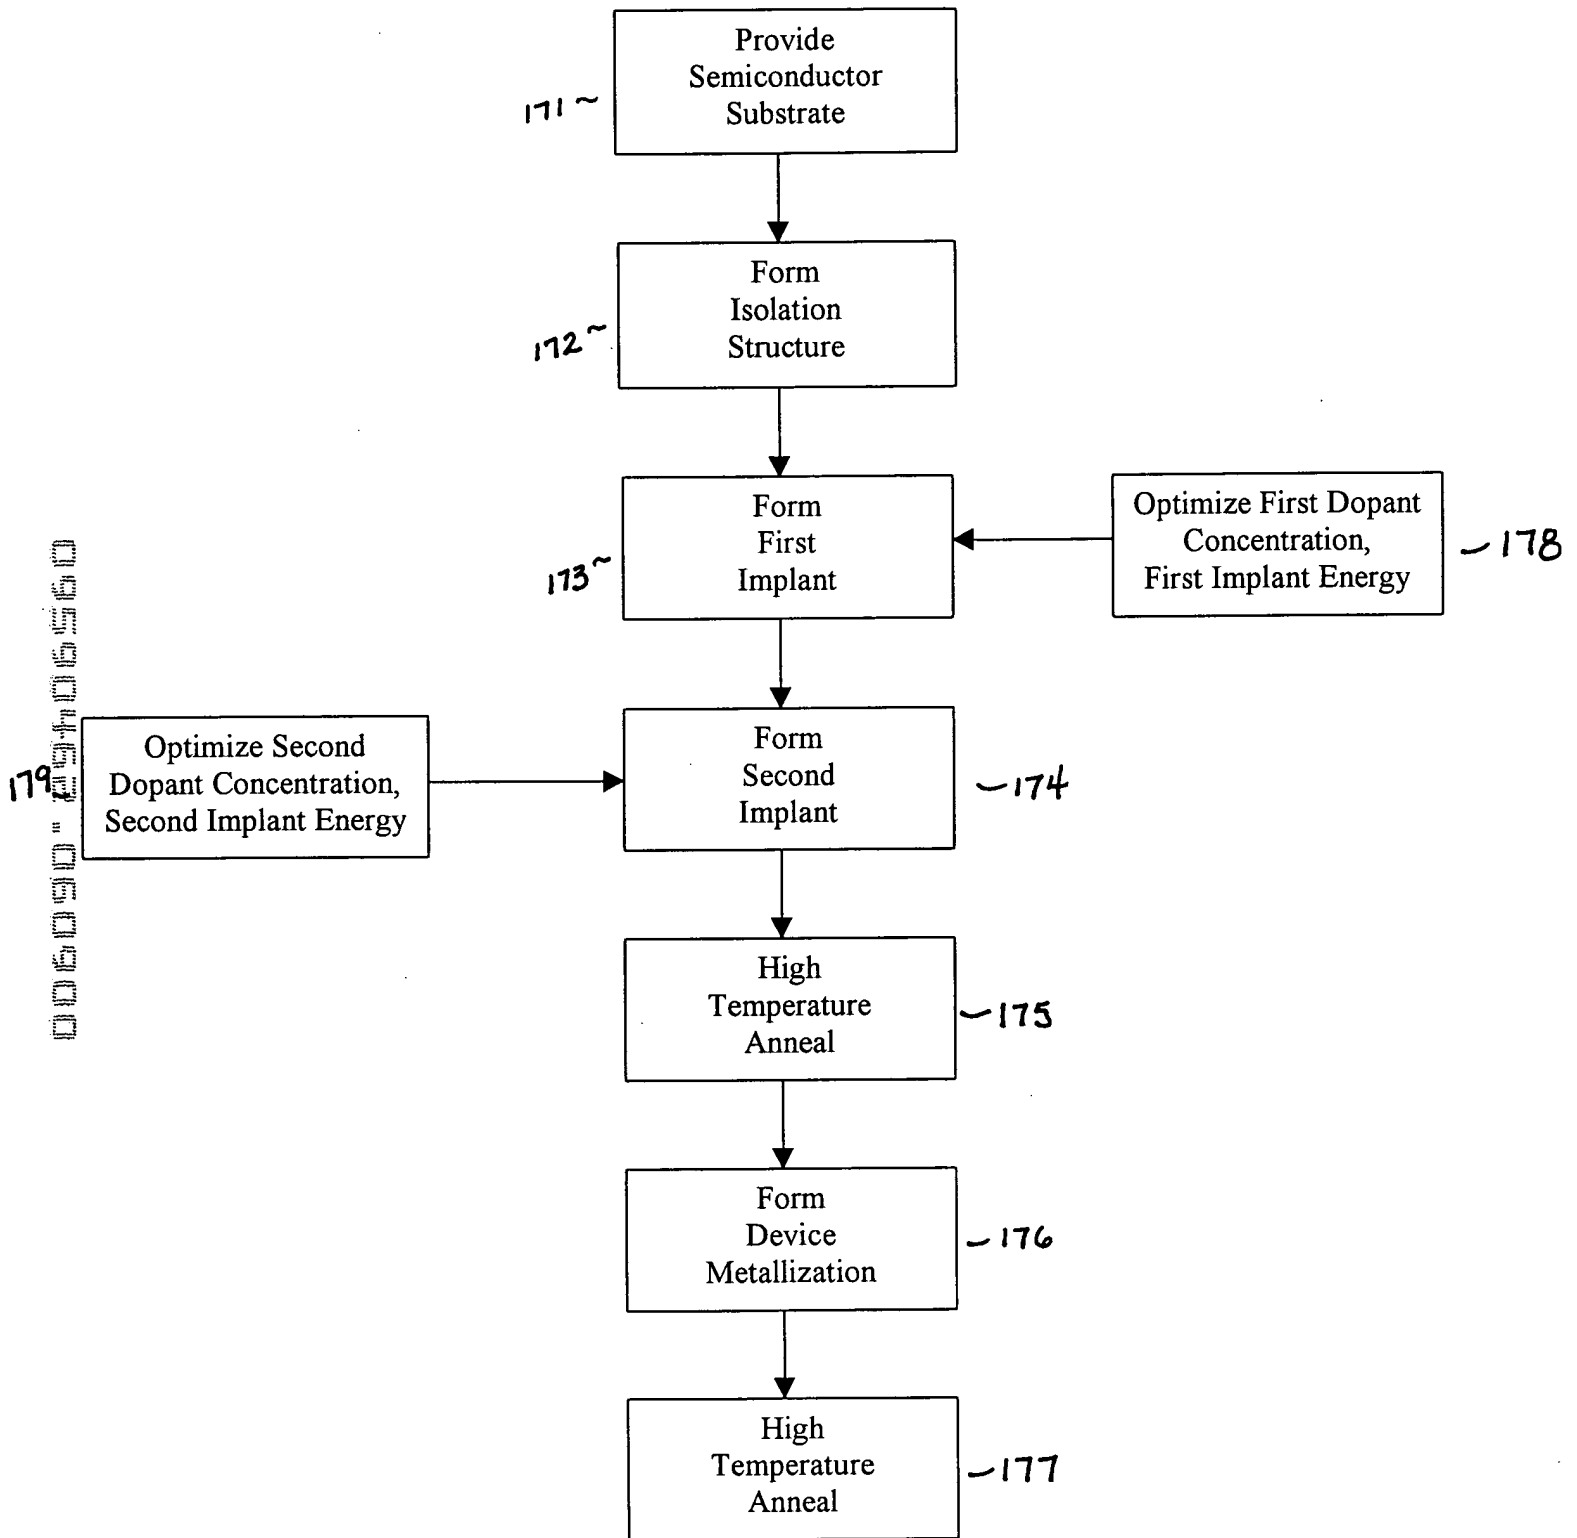 Provide
Semiconductor
Substrate
171
Form
Isolation
Structure
172
Form
First
Implant
173
Optimize First Dopant
Concentration,
First Implant Energy
178
Optimize Second
Dopant Concentration,
Second Implant Energy
179
Form
Second
Implant
174
High
Temperature
Anneal
175
Form
Device
Metallization
176
High
Temperature
Anneal
177